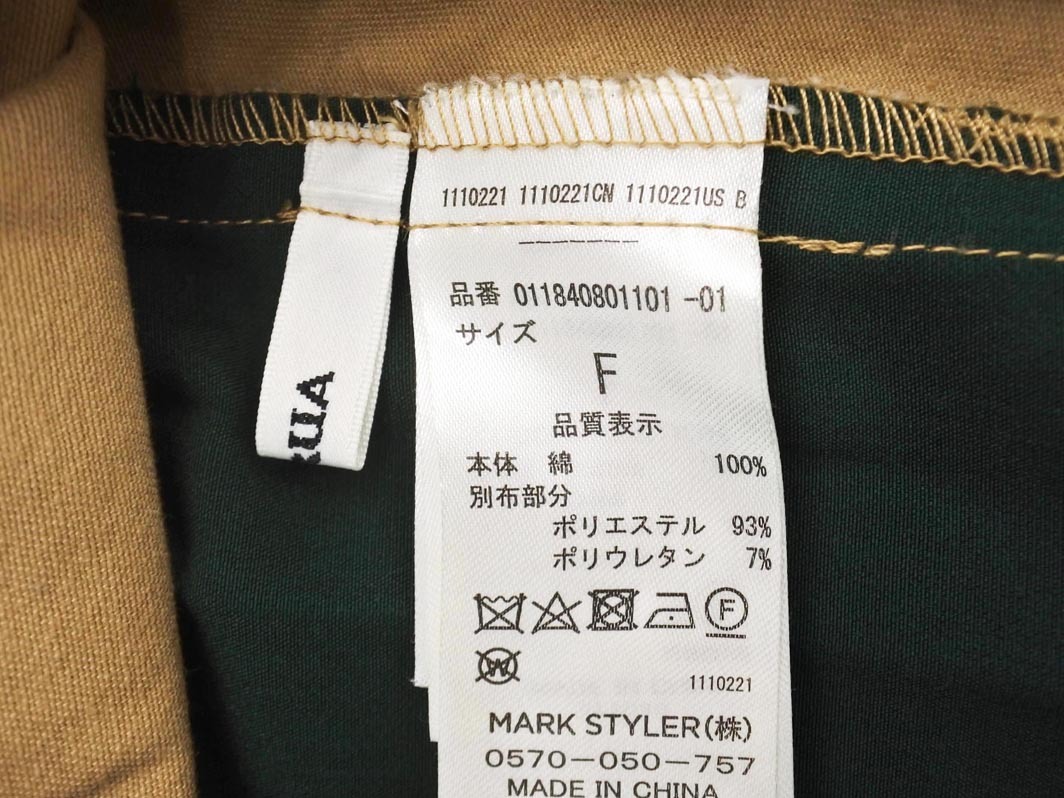 1110221 1110221CN 1110221US B
-------
品番 011840801101 -01
サイズ
F
品質表示
本体 綿 100%
別布部分
ポリエステル 93%
ポリウレタン 7%
F
W
1110221
MARK STYLER(株)
0570-050-757
MADE IN CHINA